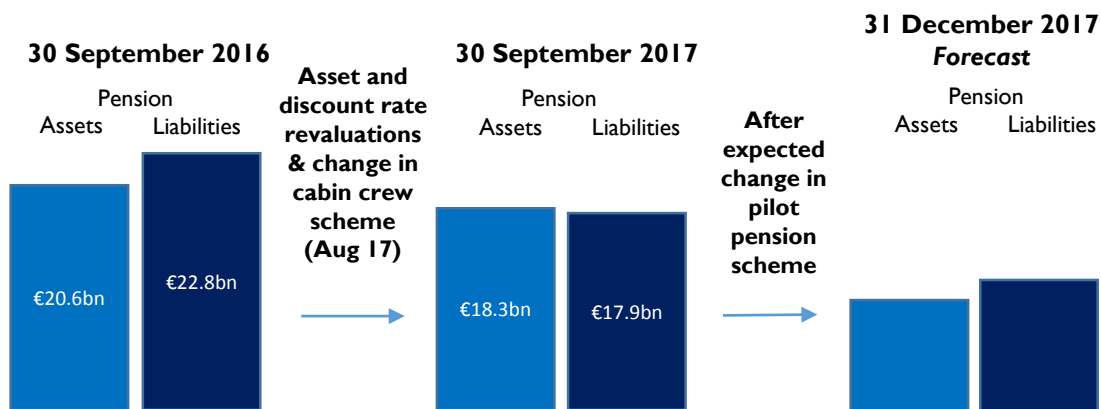 30 September 2016
Pension
Assets
Liabilities
€20.6bn
€22.8bn
Asset and
discount rate
revaluations
& change in
cabin crew
scheme
(Aug 17)
30 September 2017
Pension
Assets
Liabilities
€18.3bn
€17.9bn
After
expected
change in
pilot
pension
scheme
31 December 2017
Forecast
Pension
Assets
Liabilities